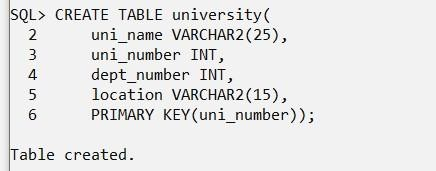 SQL> CREATE TABLE university(
  2      uni_name VARCHAR2(25),
  3      uni_number INT,
  4      dept_number INT,
  5      location VARCHAR2(15),
  6      PRIMARY KEY(uni_number));
Table created.